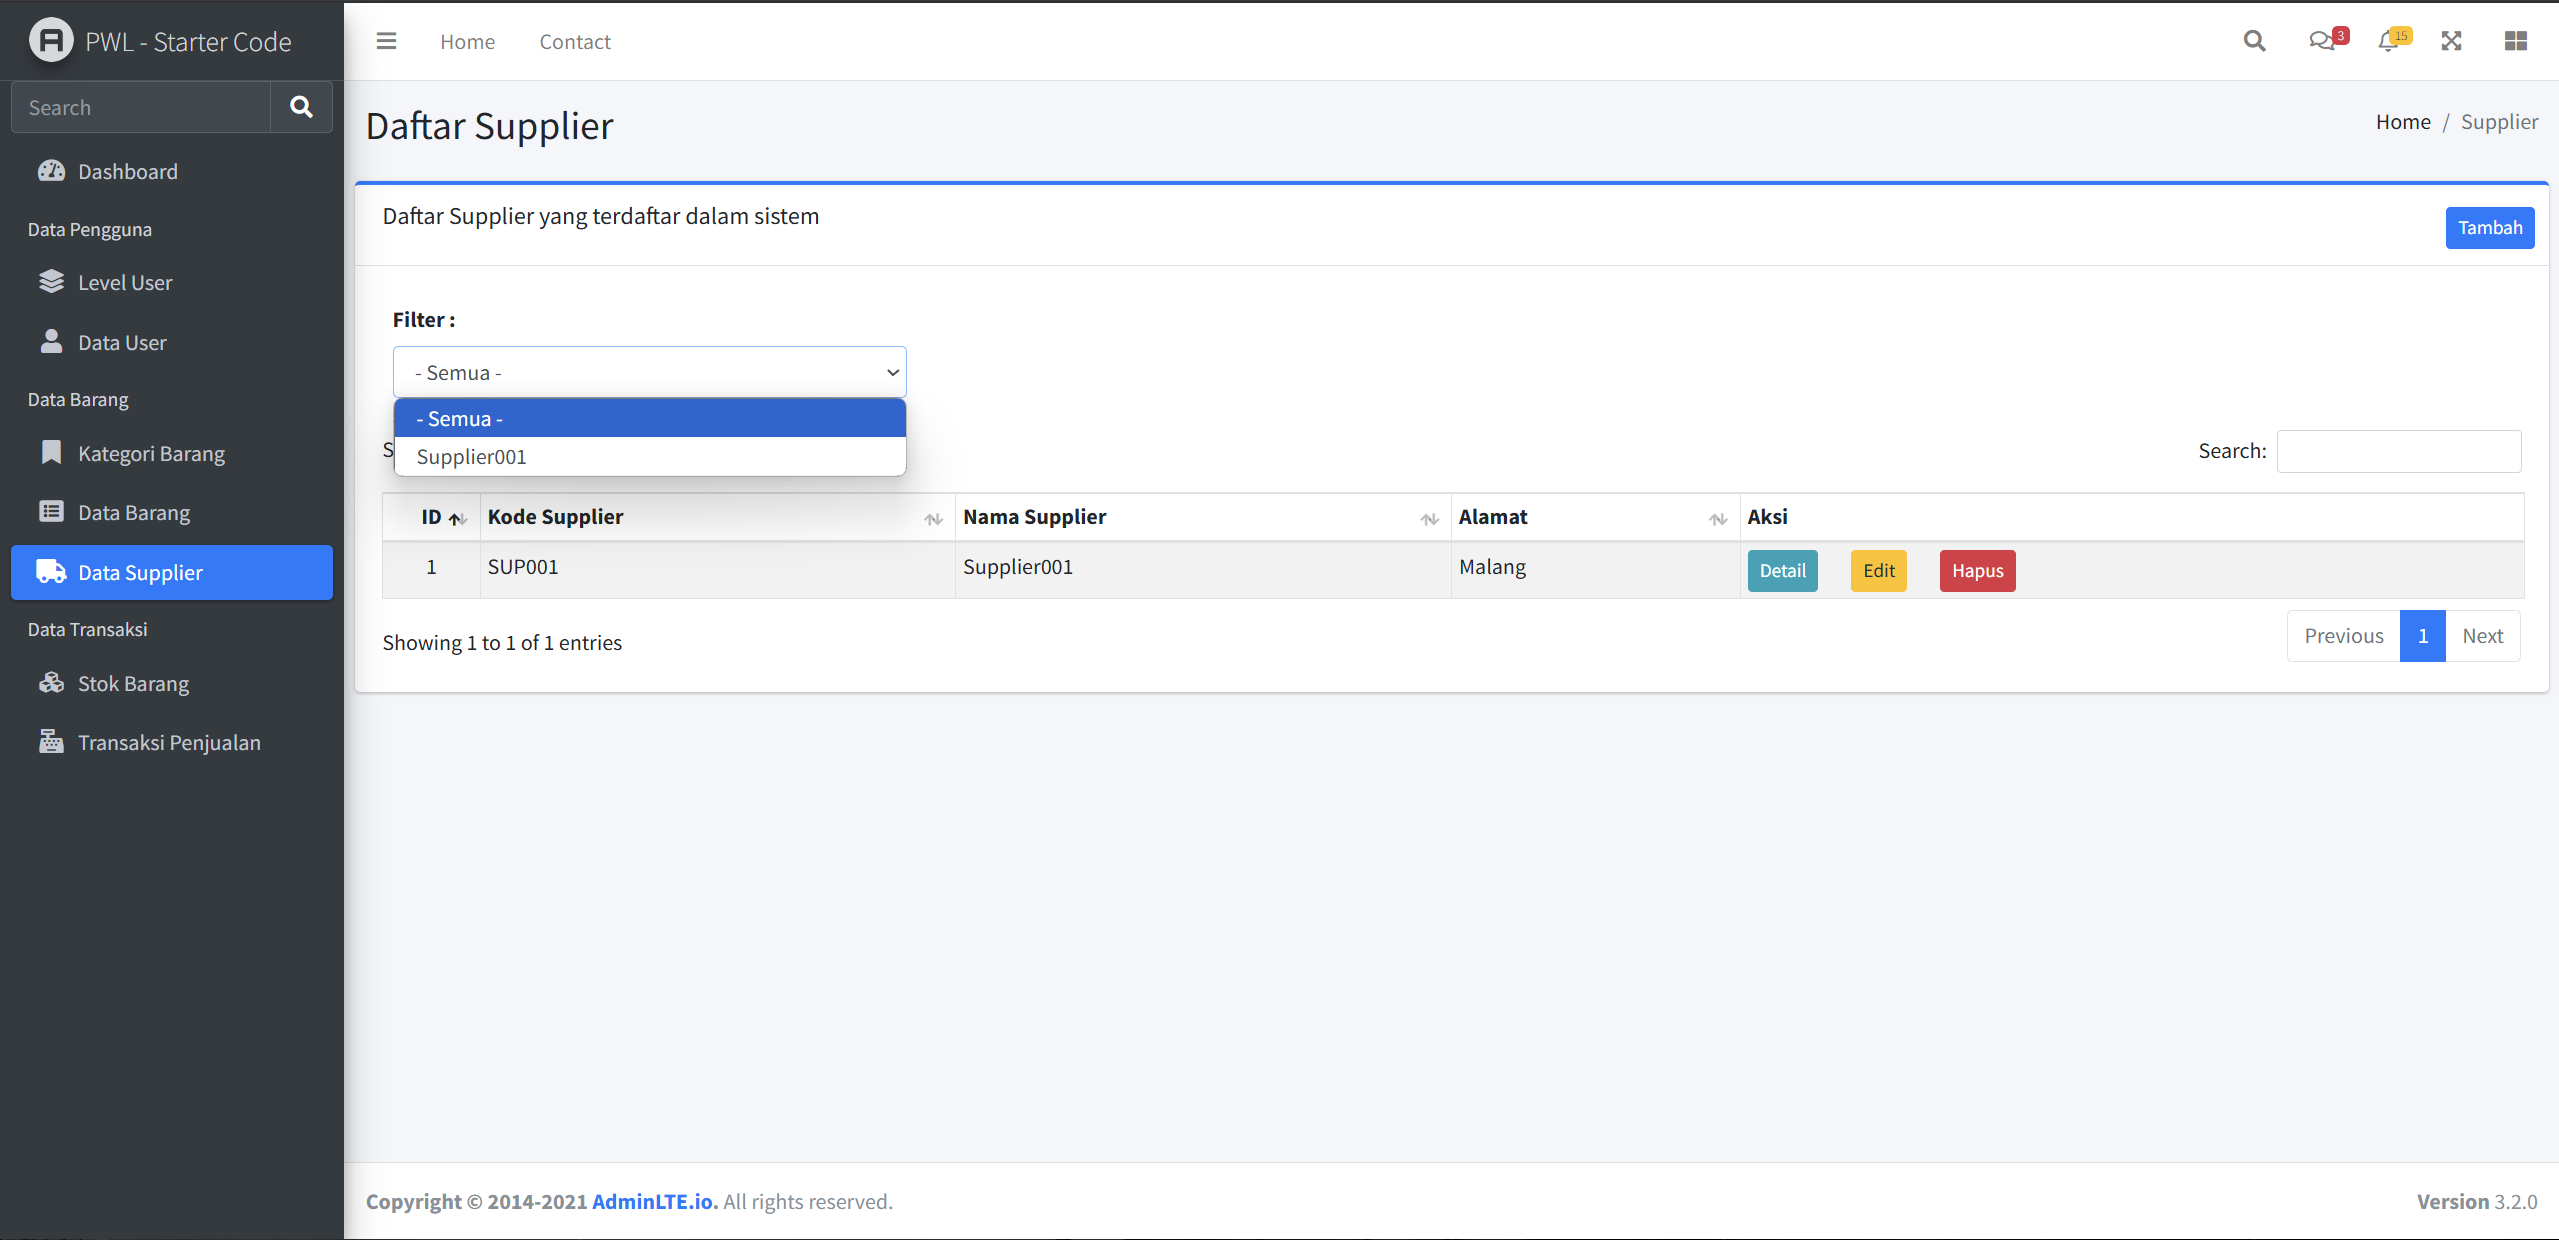 PWL - Starter Code
Home
Contact
3
15
Search
Dashboard
Data Pengguna
Level User
Data User
Data Barang
Kategori Barang
Data Barang
Data Supplier
Data Transaksi
Stok Barang
Transaksi Penjualan
Daftar Supplier
Home / Supplier
Daftar Supplier yang terdaftar dalam sistem
Tambah
Filter :
- Semua -
- Semua -
Supplier001
S
Search:
ID Kode Supplier Nama Supplier Alamat Aksi
1 SUP001 Supplier001 Malang Detail Edit Hapus
Showing 1 to 1 of 1 entries
Previous 1 Next
Copyright © 2014-2021 AdminLTE.io. All rights reserved.
Version 3.2.0